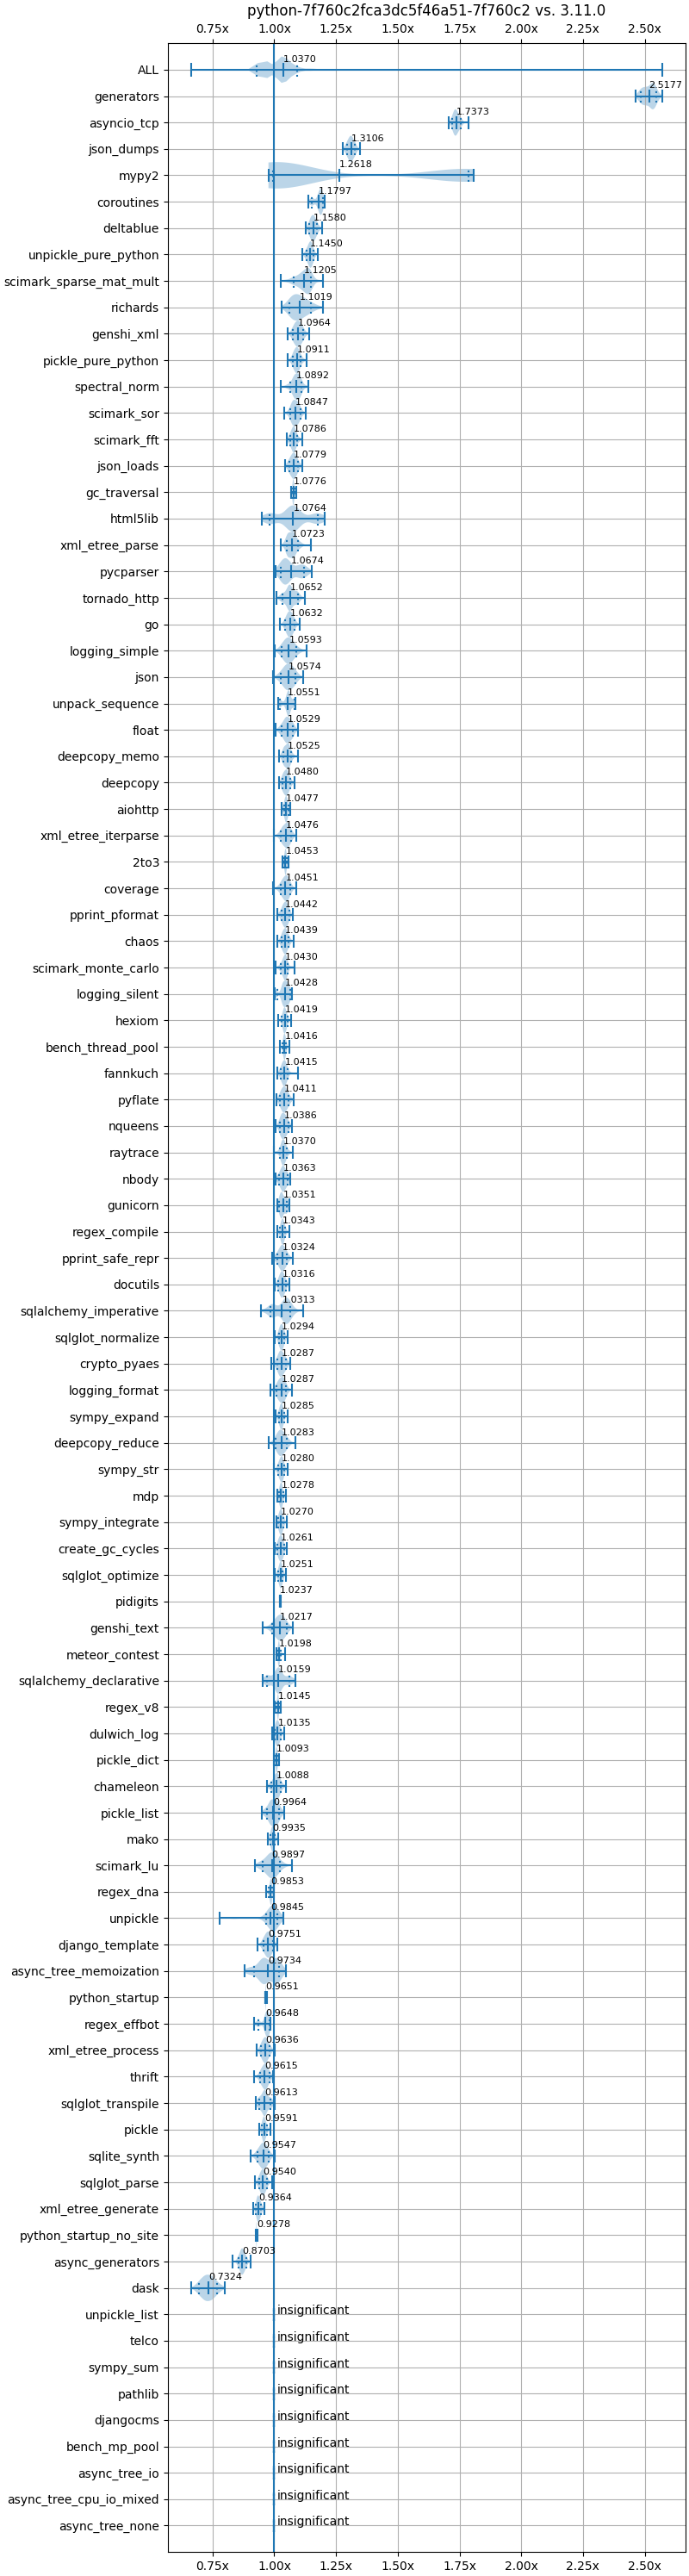 python-7f760c2fca3dc5f46a51-7f760c2 vs. 3.11.0
0.75x 1.00x 1.25x 1.50x 1.75x 2.00x 2.25x 2.50x
ALL 1.0370
generators 2.5177
asyncio_tcp 1.7373
json_dumps 1.3106
mypy2 1.2618
coroutines 1.1797
deltablue 1.1580
unpickle_pure_python 1.1450
scimark_sparse_mat_mult 1.1205
richards 1.1019
genshi_xml 1.0964
pickle_pure_python 1.0911
spectral_norm 1.0892
scimark_sor 1.0847
scimark_fft 1.0786
json_loads 1.0779
gc_traversal 1.0776
html5lib 1.0764
xml_etree_parse 1.0723
pycparser 1.0674
tornado_http 1.0652
go 1.0632
logging_simple 1.0593
json 1.0574
unpack_sequence 1.0551
float 1.0529
deepcopy_memo 1.0525
deepcopy 1.0480
aiohttp 1.0477
xml_etree_iterparse 1.0476
2to3 1.0453
coverage 1.0451
pprint_pformat 1.0442
chaos 1.0439
scimark_monte_carlo 1.0430
logging_silent 1.0428
hexiom 1.0419
bench_thread_pool 1.0416
fannkuch 1.0415
pyflate 1.0411
nqueens 1.0386
raytrace 1.0370
nbody 1.0363
gunicorn 1.0351
regex_compile 1.0343
pprint_safe_repr 1.0324
docutils 1.0316
sqlalchemy_imperative 1.0313
sqlglot_normalize 1.0294
crypto_pyaes 1.0287
logging_format 1.0287
sympy_expand 1.0285
deepcopy_reduce 1.0283
sympy_str 1.0280
mdp 1.0278
sympy_integrate 1.0270
create_gc_cycles 1.0261
sqlglot_optimize 1.0251
pidigits 1.0237
genshi_text 1.0217
meteor_contest 1.0198
sqlalchemy_declarative 1.0159
regex_v8 1.0145
dulwich_log 1.0135
pickle_dict 1.0093
chameleon 1.0088
pickle_list 0.9964
mako 0.9935
scimark_lu 0.9897
regex_dna 0.9853
unpickle 0.9845
django_template 0.9751
async_tree_memoization 0.9734
python_startup 0.9651
regex_effbot 0.9648
xml_etree_process 0.9636
thrift 0.9615
sqlglot_transpile 0.9613
pickle 0.9591
sqlite_synth 0.9547
sqlglot_parse 0.9540
xml_etree_generate 0.9364
python_startup_no_site 0.9278
async_generators 0.8703
dask 0.7324
unpickle_list insignificant
telco insignificant
sympy_sum insignificant
pathlib insignificant
djangocms insignificant
bench_mp_pool insignificant
async_tree_io insignificant
async_tree_cpu_io_mixed insignificant
async_tree_none insignificant
0.75x 1.00x 1.25x 1.50x 1.75x 2.00x 2.25x 2.50x